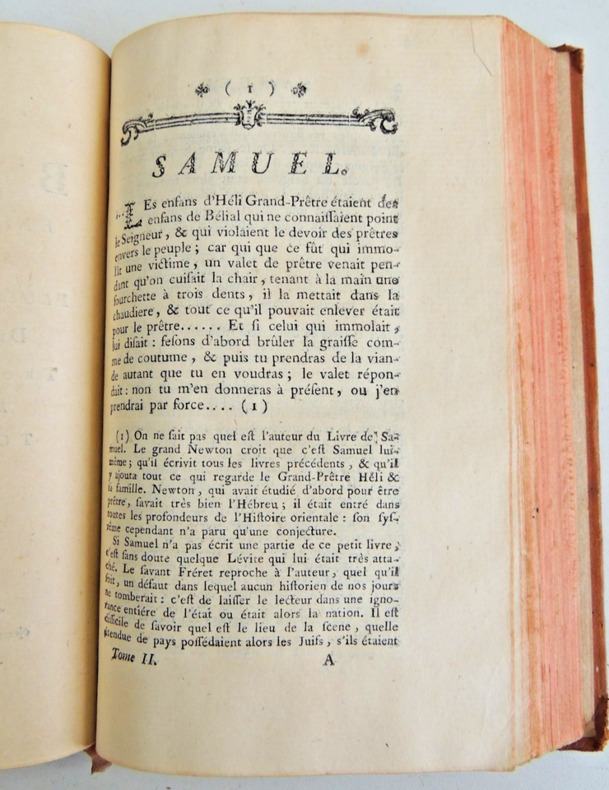 ( 1 )
SAMUEL.
...LEs enfans d'Héli Grand-Prêtre étaient des
enfans de Bélial qui ne connaiſſaient point
le Seigneur, & qui violaient le devoir des prêtres
envers le peuple ; car qui que ce fût qui immo-
lît une victime, un valet de prêtre venait pen-
dant qu'on cuiſait la chair, tenant à la main une
fourchette à trois dents, il la mettait dans la
chaudiere, & tout ce qu'il pouvait enlever était
pour le prêtre...... Et ſi celui qui immolait,
lui diſait : feſons d'abord brûler la graiſſe com-
me de coutume, & puis tu prendras de la vian-
de autant que tu en voudras ; le valet répon-
dait : non tu m'en donneras à préſent, ou j'en
prendrai par force.... (1)
(1) On ne ſait pas quel eſt l'auteur du Livre de Sa-
muel. Le grand Newton croit que c'eſt Samuel lui-
même ; qu'il écrivit tous les livres précédents, & qu'il
y ajouta tout ce qui regarde le Grand-Prêtre Héli &
ſa famille. Newton, qui avait étudié d'abord pour être
prêtre, ſavait très bien l'Hébreu ; il était entré dans
toutes les profondeurs de l'Hiſtoire orientale : ſon ſyſ-
tème cependant n'a paru qu'une conjecture.
Si Samuel n'a pas écrit une partie de ce petit livre,
c'eſt ſans doute quelque Lévite qui lui était très atta-
ché. Le ſavant Fréret reproche à l'auteur, quel qu'il
ſoit, un défaut dans lequel aucun hiſtorien de nos jours
ne tomberait : c'eſt de laiſſer le lecteur dans une igno-
rance entiére de l'état ou était alors la nation. Il eſt
difficile de ſavoir quel eſt le lieu de la ſcene, quelle
étendue de pays poſſédaient alors les Juifs, s'ils étaient
Tome II. A